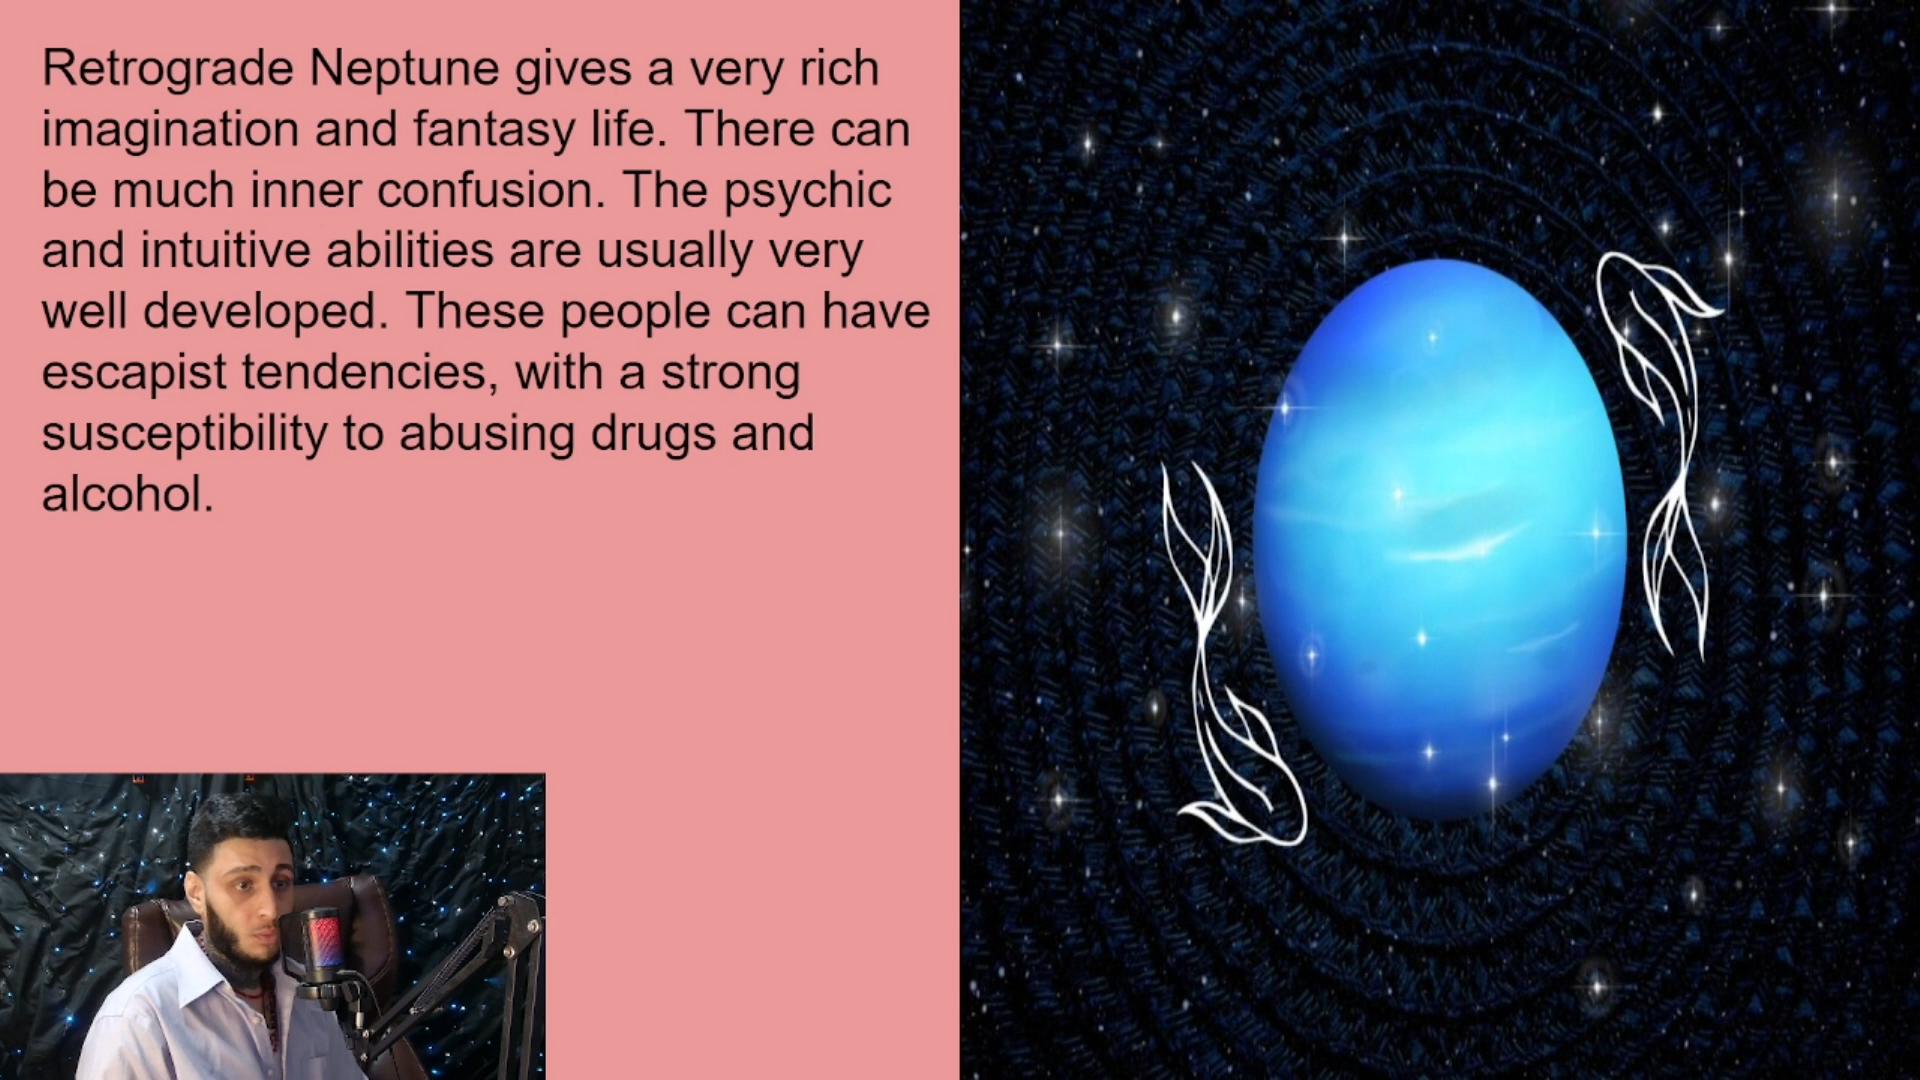 Retrograde Neptune gives a very rich
imagination and fantasy life. There can
be much inner confusion. The psychic
and intuitive abilities are usually very
well developed. These people can have
escapist tendencies, with a strong
susceptibility to abusing drugs and
alcohol.